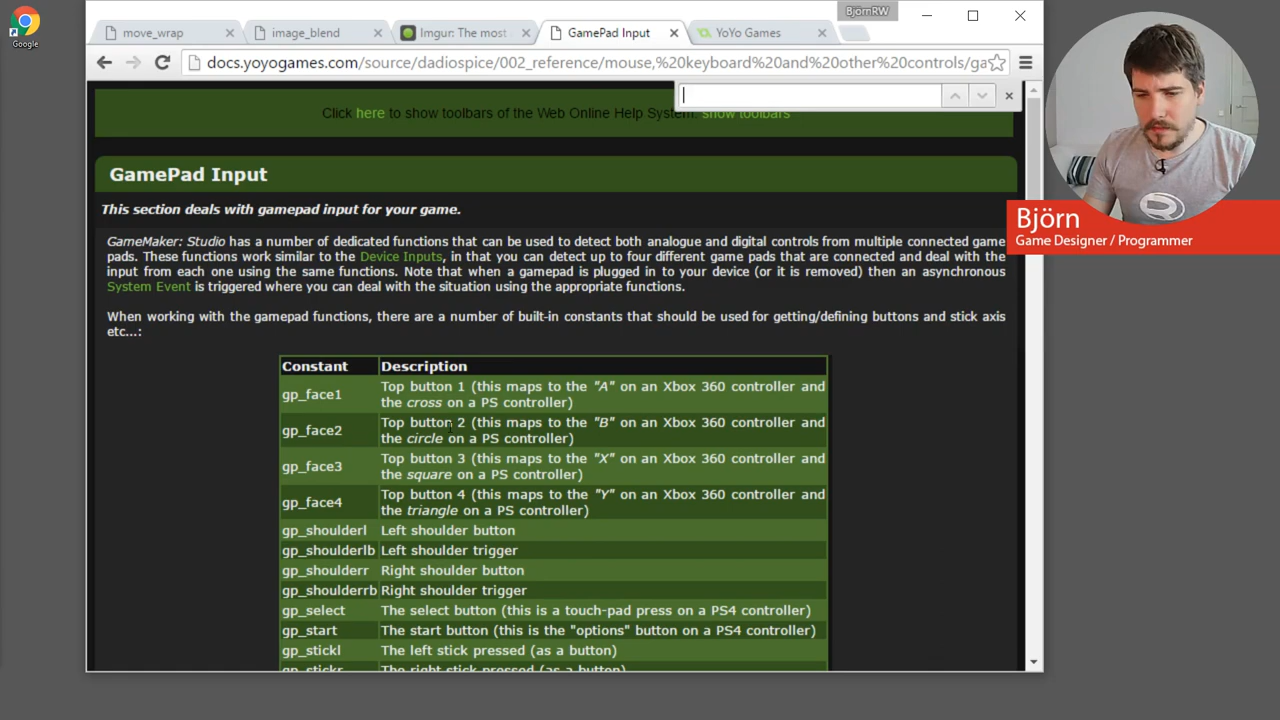 Google
BjörnRW
move_wrap
image_blend
Imgur: The most
GamePad Input
YoYo Games
docs.yoyogames.com/source/dadiospice/002_reference/mouse,%20keyboard%20and%20other%20controls/ga
Click here to show toolbars of the Web Online Help System: show toolbars
GamePad Input
This section deals with gamepad input for your game.
GameMaker: Studio has a number of dedicated functions that can be used to detect both analogue and digital controls from multiple connected game
pads. These functions work similar to the Device Inputs, in that you can detect up to four different game pads that are connected and deal with the
input from each one using the same functions. Note that when a gamepad is plugged in to your device (or it is removed) then an asynchronous
System Event is triggered where you can deal with the situation using the appropriate functions.
When working with the gamepad functions, there are a number of built-in constants that should be used for getting/defining buttons and stick axis
etc...:
Constant Description
gp_face1 Top button 1 (this maps to the "A" on an Xbox 360 controller and
the cross on a PS controller)
gp_face2 Top button 2 (this maps to the "B" on an Xbox 360 controller and
the circle on a PS controller)
gp_face3 Top button 3 (this maps to the "X" on an Xbox 360 controller and
the square on a PS controller)
gp_face4 Top button 4 (this maps to the "Y" on an Xbox 360 controller and
the triangle on a PS controller)
gp_shoulderl Left shoulder button
gp_shoulderlb Left shoulder trigger
gp_shoulderr Right shoulder button
gp_shoulderrb Right shoulder trigger
gp_select The select button (this is a touch-pad press on a PS4 controller)
gp_start The start button (this is the "options" button on a PS4 controller)
gp_stickl The left stick pressed (as a button)
gp_stickr The right stick pressed (as a button)
Björn
Game Designer / Programmer